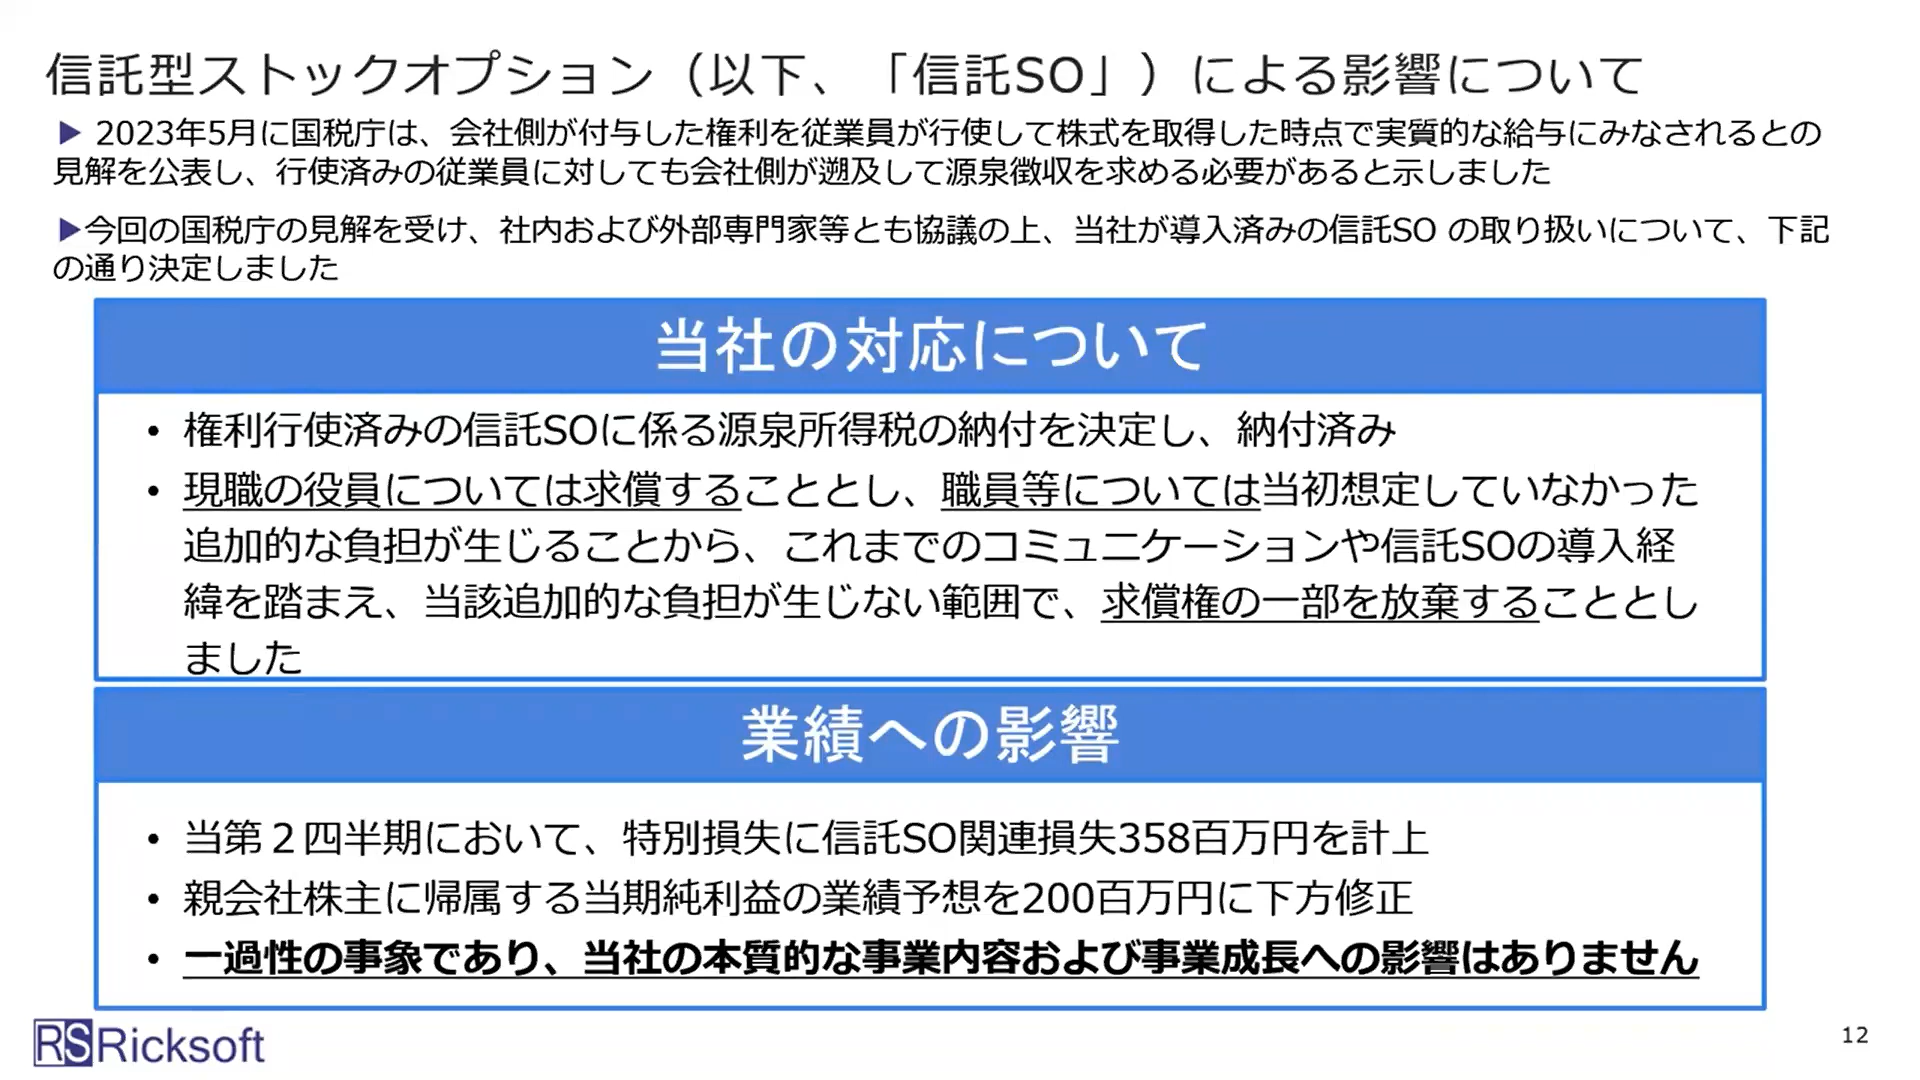 信託型ストックオプション（以下、「信託SO」）による影響について
▶ 2023年5月に国税庁は、会社側が付与した権利を従業員が行使して株式を取得した時点で実質的な給与にみなされるとの
見解を公表し、行使済みの従業員に対しても会社側が遡及して源泉徴収を求める必要があると示しました
▶今回の国税庁の見解を受け、社内および外部専門家等とも協議の上、当社が導入済みの信託SO の取り扱いについて、下記
の通り決定しました
当社の対応について
• 権利行使済みの信託SOに係る源泉所得税の納付を決定し、納付済み
• 現職の役員については求償することとし、職員等については当初想定していなかった
追加的な負担が生じることから、これまでのコミュニケーションや信託SOの導入経
緯を踏まえ、当該追加的な負担が生じない範囲で、求償権の一部を放棄することとし
ました
業績への影響
• 当第２四半期において、特別損失に信託SO関連損失358百万円を計上
• 親会社株主に帰属する当期純利益の業績予想を200百万円に下方修正
• 一過性の事象であり、当社の本質的な事業内容および事業成長への影響はありません
RS Ricksoft
12